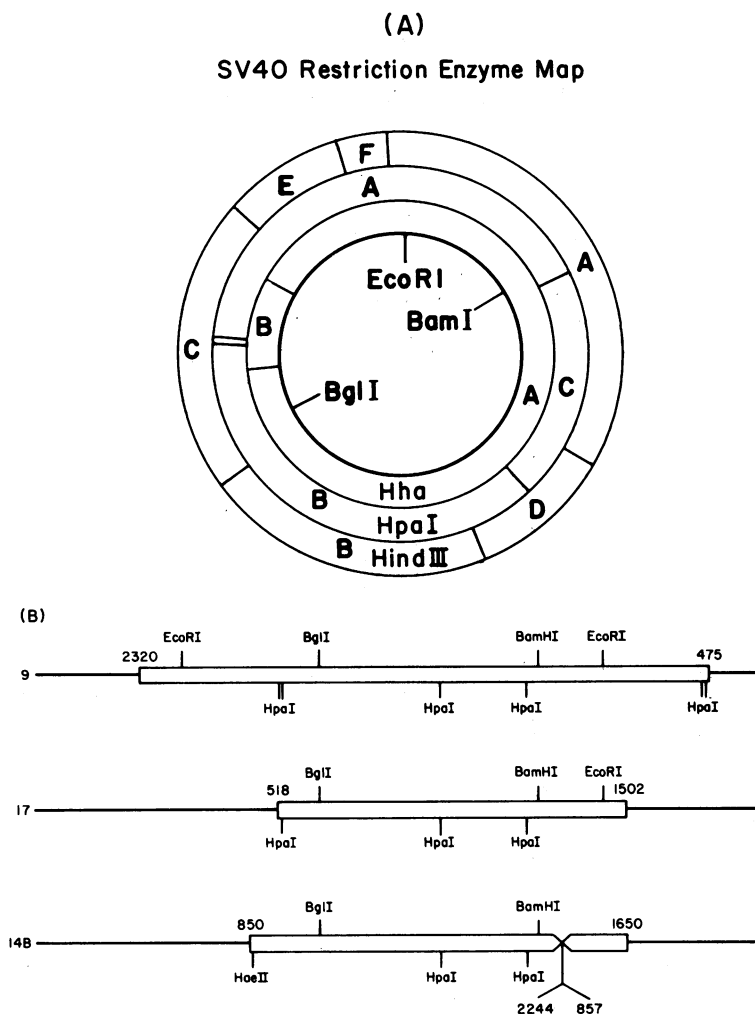 (A)
SV40 Restriction Enzyme Map
F
E
A
A
EcoRI
BamI
B
C
BglI
A
C
Hha
B
HpaI
D
B
HindIII
(B)
EcoRI
BglI
BamHI
EcoRI
2320
475
9
HpaI
HpaI
HpaI
HpaI
BglI
BamHI
EcoRI
518
1502
17
HpaI
HpaI
HpaI
BglI
BamHI
850
1650
14B
HaeII
HpaI
HpaI
2244
857